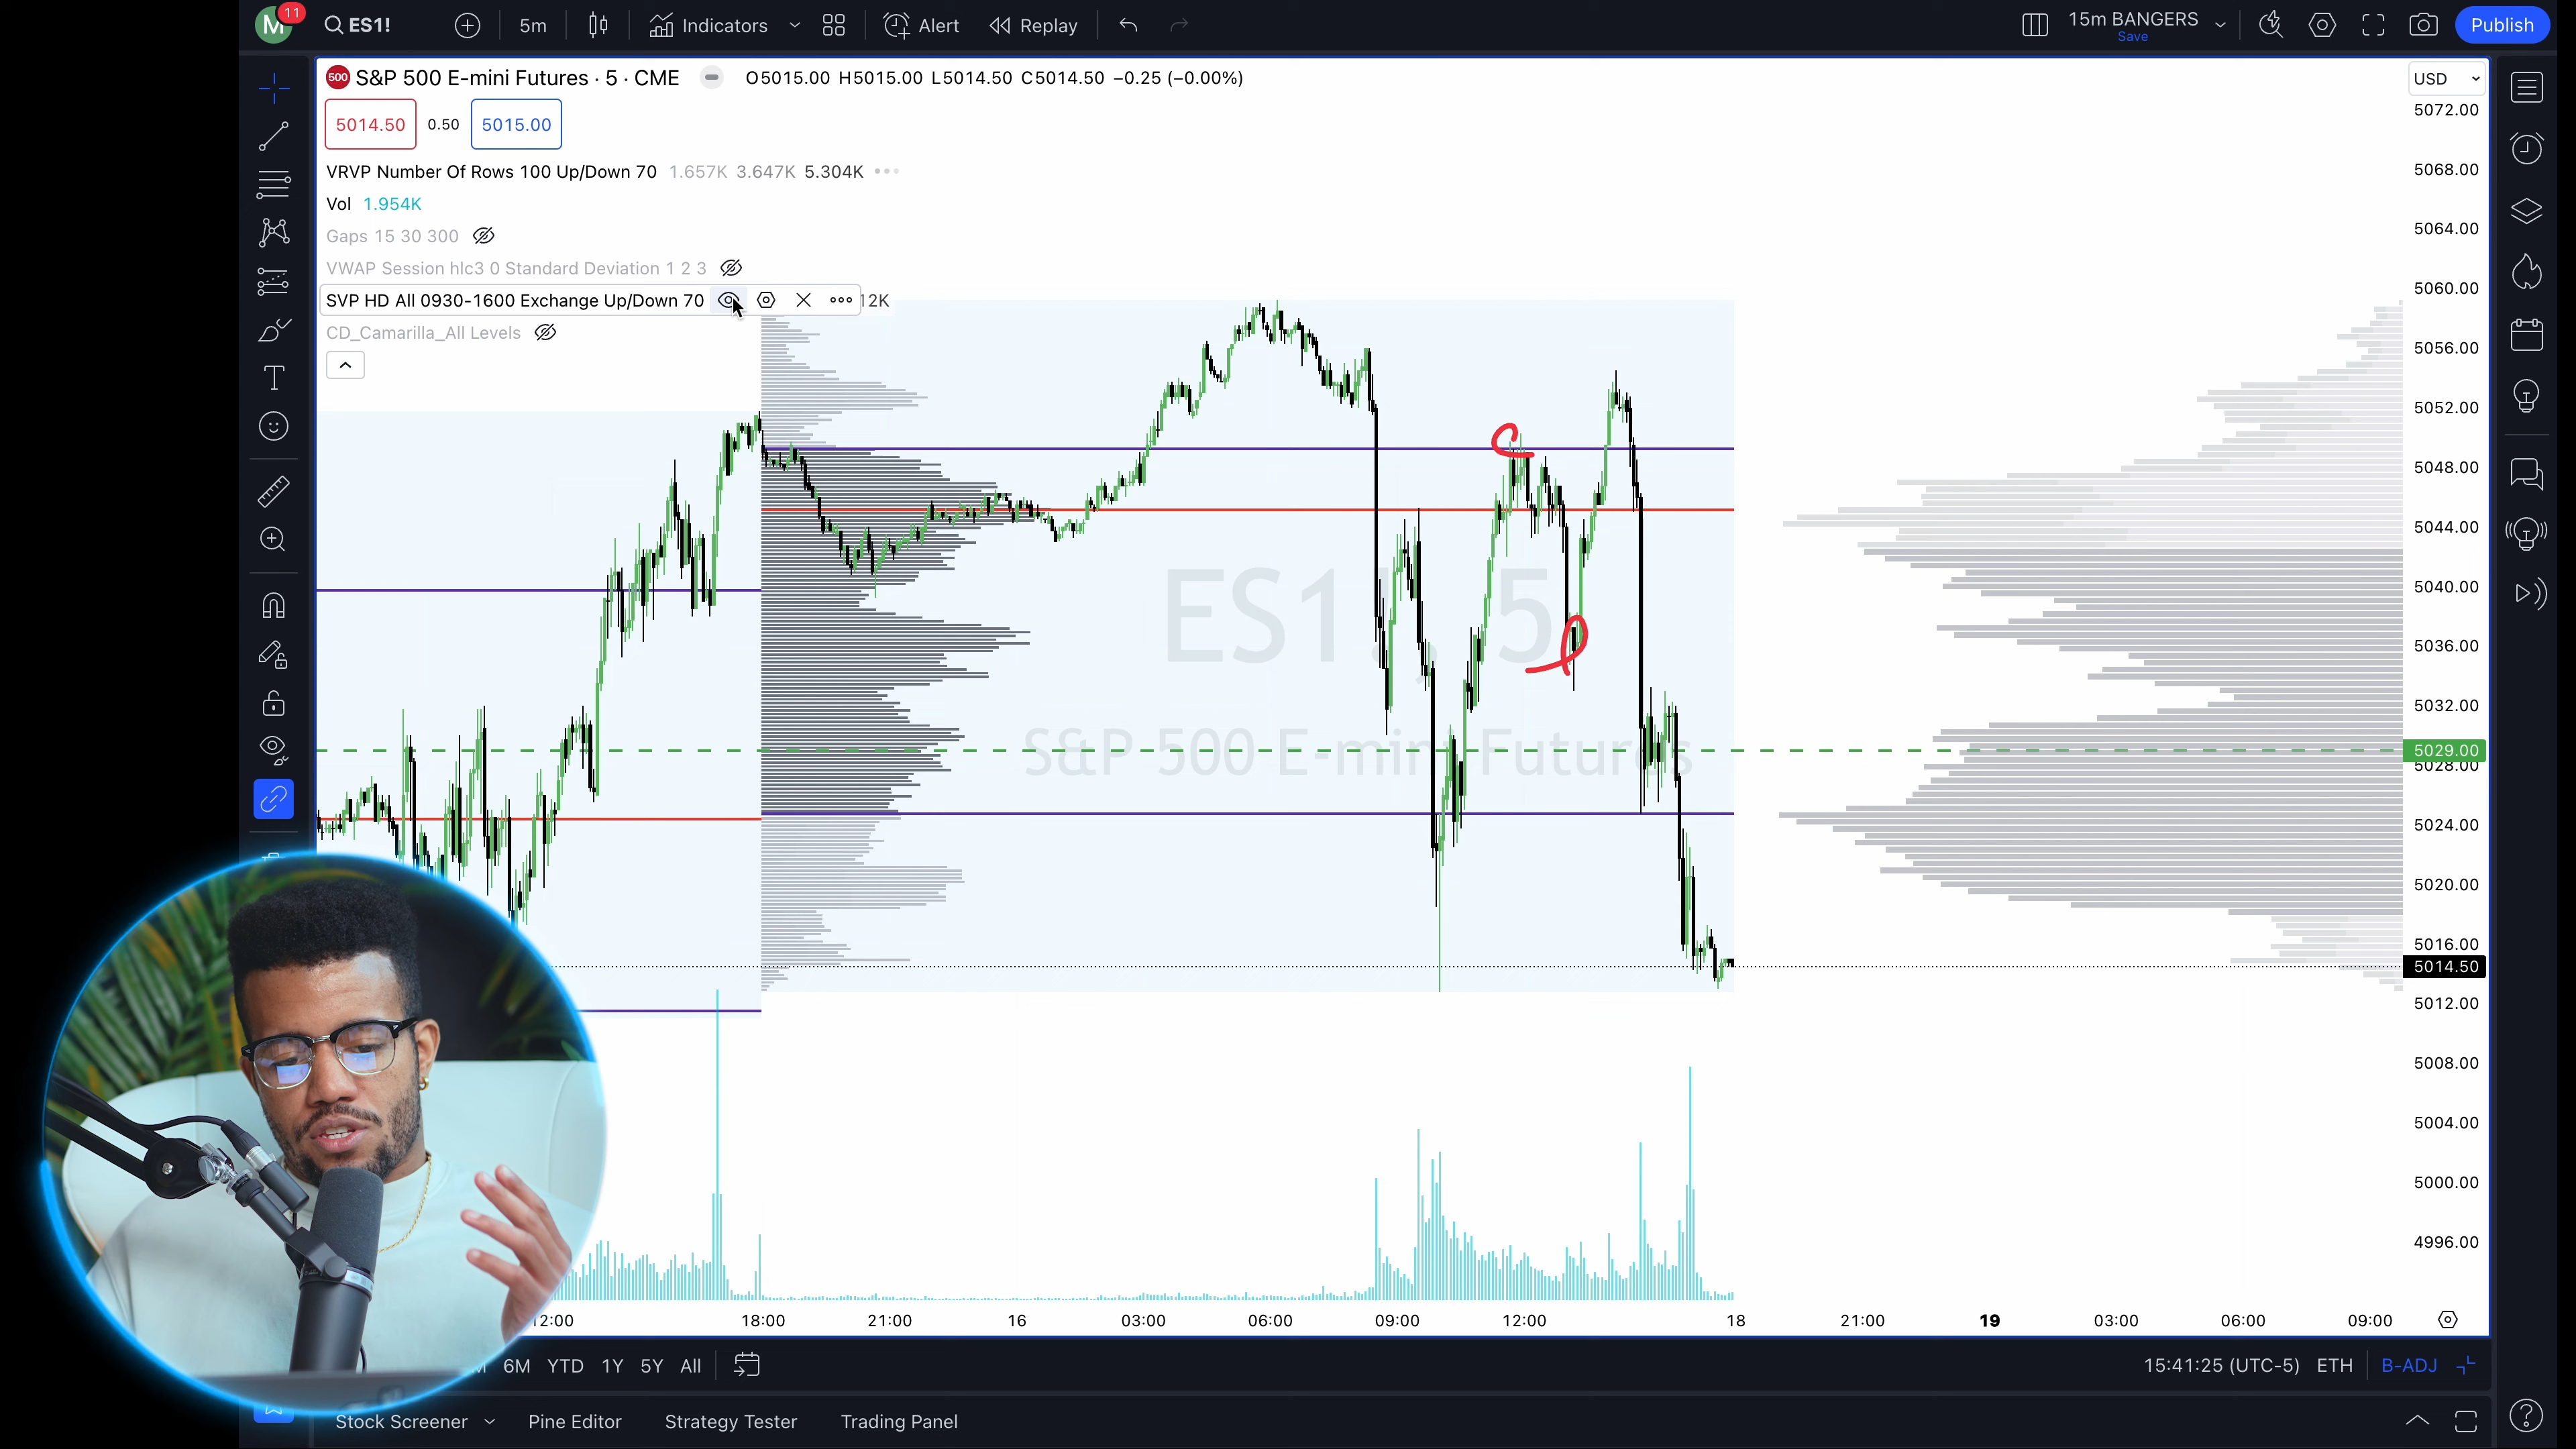 M 11 ES1! 5m Indicators Alert Replay 15m BANGERS Save Publish
500 S&P 500 E-mini Futures · 5 · CME O5015.00 H5015.00 L5014.50 C5014.50 −0.25 (−0.00%) USD
5014.50 0.50 5015.00
VRVP Number Of Rows 100 Up/Down 70 1.657K 3.647K 5.304K
Vol 1.954K
Gaps 15 30 300
VWAP Session hlc3 0 Standard Deviation 1 2 3
SVP HD All 0930-1600 Exchange Up/Down 70 12K
CD_Camarilla_All Levels
ES1!, 5
S&P 500 E-mini Futures
5072.00
5068.00
5064.00
5060.00
5056.00
5052.00
5048.00
5044.00
5040.00
5036.00
5032.00
5029.00
5028.00
5024.00
5020.00
5016.00
5014.50
5012.00
5008.00
5004.00
5000.00
4996.00
12:00 18:00 21:00 16 03:00 06:00 09:00 12:00 18 21:00 19 03:00 06:00 09:00
6M YTD 1Y 5Y All 15:41:25 (UTC-5) ETH B-ADJ
Stock Screener Pine Editor Strategy Tester Trading Panel